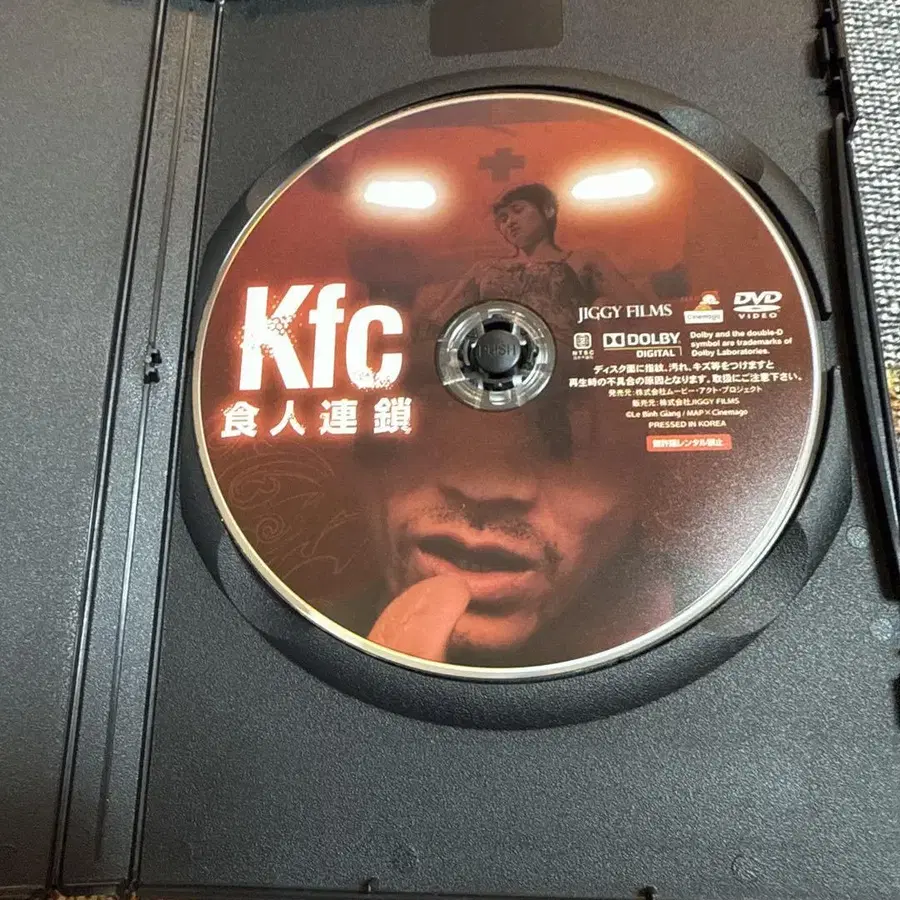 Kfc
食人連鎖
JIGGY FILMS
Cinemago
DVD
VIDEO
NTSC
DOLBY
DIGITAL
Dolby and the double-D
symbol are trademarks of
Dolby Laboratories.
ディスク面に指紋、汚れ、キズ等をつけますと
再生時の不具合の原因となります。取扱にご注意下さい。
発売元:株式会社ムービー・アクト・プロジェクト
販売元:株式会社JIGGY FILMS
©Le Binh Giang / MAP×Cinemago
PRESSED IN KOREA
無許諾レンタル禁止
PUSH